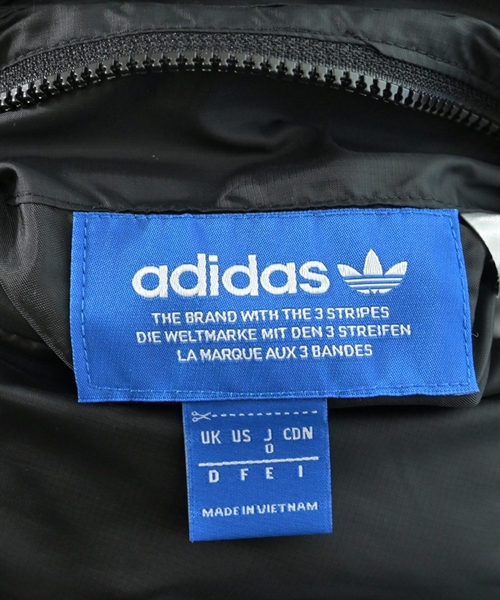 adidas
THE BRAND WITH THE 3 STRIPES
DIE WELTMARKE MIT DEN 3 STREIFEN
LA MARQUE AUX 3 BANDES
UK US J CDN
O
D F E I
MADE IN VIETNAM